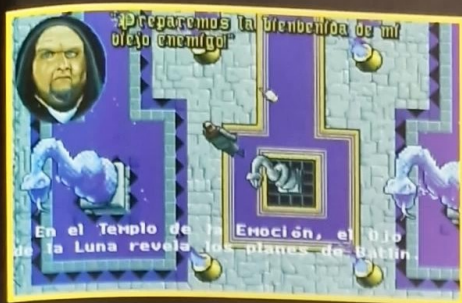 "Preparemos la bienvenida de mi
viejo enemigo!"
En el Templo de la Emoción, el Ojo
de la Luna revela los planes de Batlin.